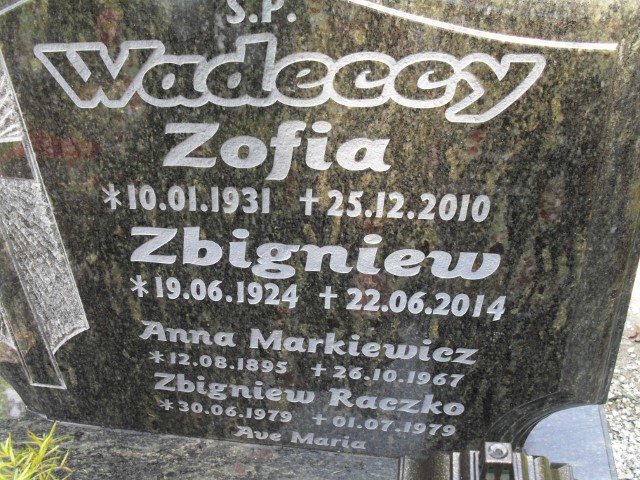 S.P.
Wadeccy
Zofia
*10.01.1931 +25.12.2010
Zbigniew
*19.06.1924 +22.06.2014
Anna Markiewicz
*12.08.1895 +26.10.1967
Zbigniew Raczko
*30.06.1979 +01.07.1979
Ave Maria